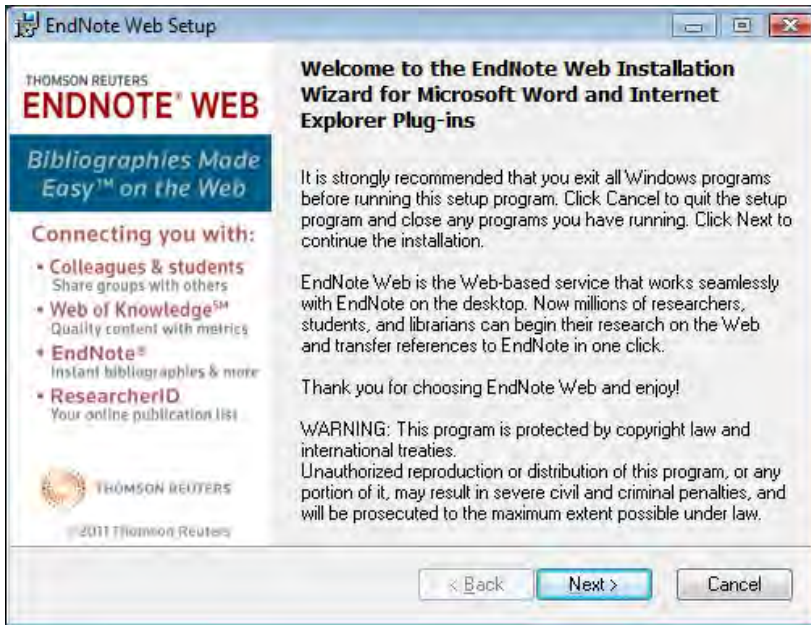 EndNote Web Setup
THOMSON REUTERS
ENDNOTE® WEB
Bibliographies Made
Easy™ on the Web
Connecting you with:
• Colleagues & students
Share groups with others
• Web of Knowledge℠
Quality content with metrics
• EndNote®
Instant bibliographies & more
• ResearcherID
Your online publication list
THOMSON REUTERS
©2011 Thomson Reuters
Welcome to the EndNote Web Installation
Wizard for Microsoft Word and Internet
Explorer Plug-ins
It is strongly recommended that you exit all Windows programs
before running this setup program. Click Cancel to quit the setup
program and close any programs you have running. Click Next to
continue the installation.
EndNote Web is the Web-based service that works seamlessly
with EndNote on the desktop. Now millions of researchers,
students, and librarians can begin their research on the Web
and transfer references to EndNote in one click.
Thank you for choosing EndNote Web and enjoy!
WARNING: This program is protected by copyright law and
international treaties.
Unauthorized reproduction or distribution of this program, or any
portion of it, may result in severe civil and criminal penalties, and
will be prosecuted to the maximum extent possible under law.
< Back
Next >
Cancel